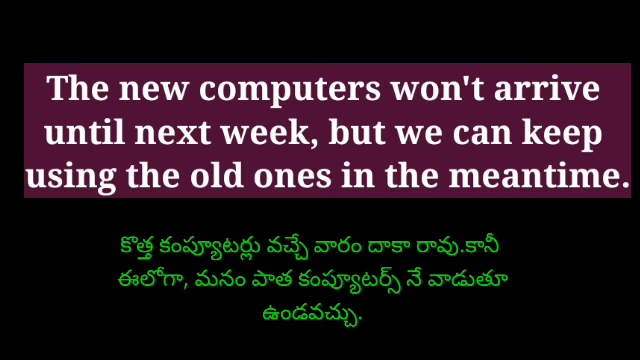 The new computers won't arrive
until next week, but we can keep
using the old ones in the meantime.
కొత్త కంప్యూటర్లు వచ్చే వారం దాకా రావు.కానీ
ఈలోగా, మనం పాత కంప్యూటర్స్ నే వాడుతూ
ఉండవచ్చు.